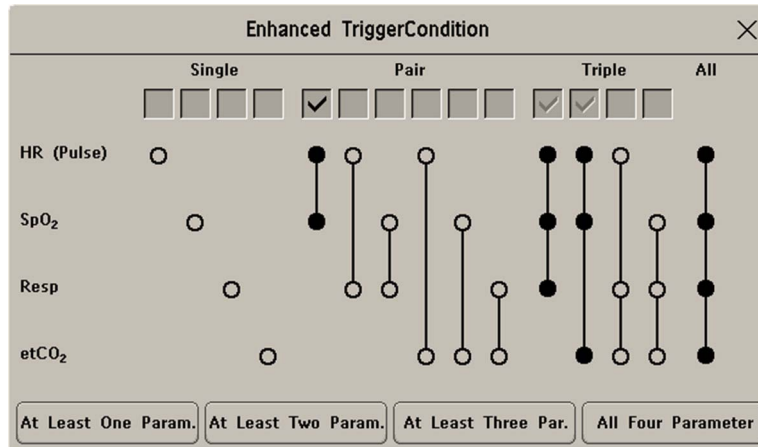 Enhanced TriggerCondition
Single Pair Triple All
HR (Pulse)
SpO₂
Resp
etCO₂
At Least One Param. At Least Two Param. At Least Three Par. All Four Parameter